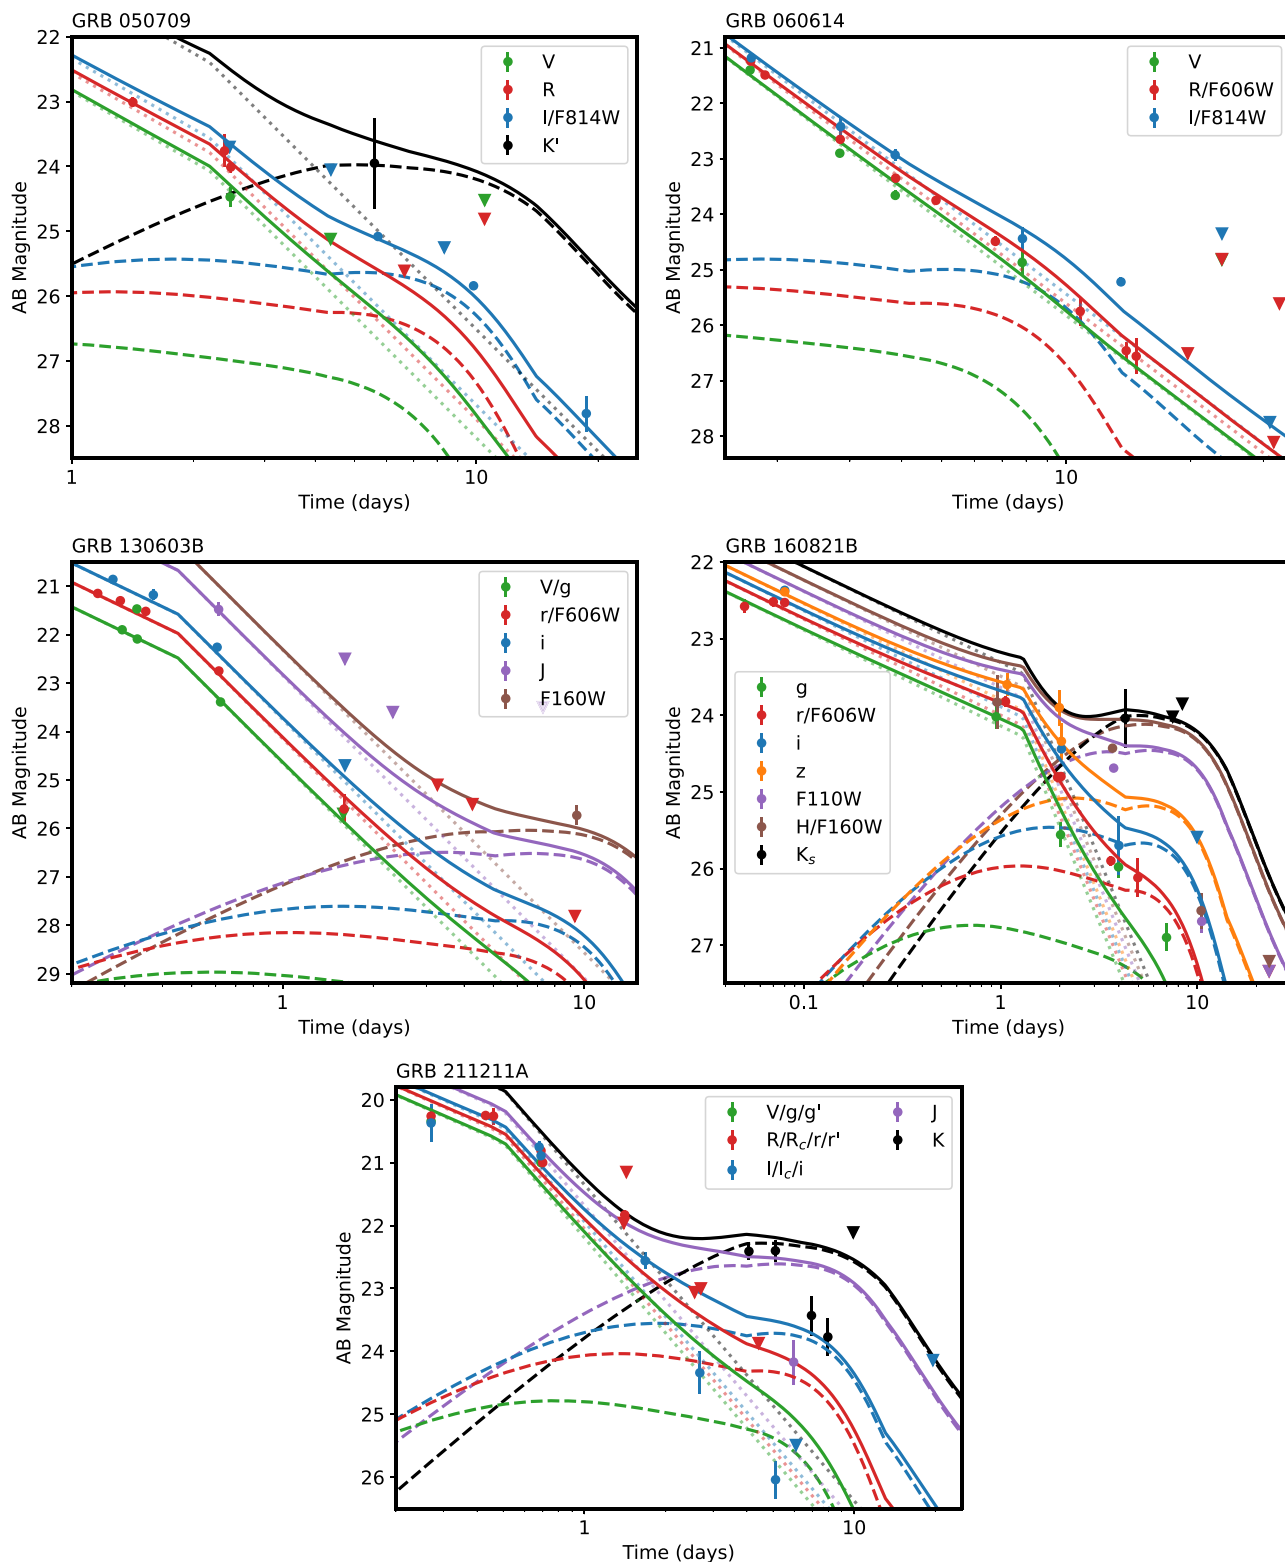 GRB 050709
22
23
24
25
26
27
28
AB Magnitude
V
R
I/F814W
K'
1
10
Time (days)
GRB 060614
21
22
23
24
25
26
27
28
AB Magnitude
V
R/F606W
I/F814W
10
Time (days)
GRB 130603B
21
22
23
24
25
26
27
28
29
AB Magnitude
V/g
r/F606W
i
J
F160W
1
10
Time (days)
GRB 160821B
22
23
24
25
26
27
AB Magnitude
g
r/F606W
i
z
F110W
H/F160W
Kₛ
0.1
1
10
Time (days)
GRB 211211A
20
21
22
23
24
25
26
AB Magnitude
V/g/g'
R/R꜀/r/r'
I/I꜀/i
J
K
1
10
Time (days)